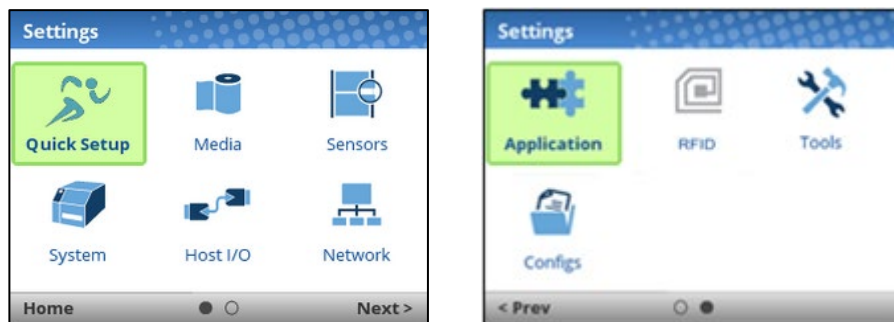 Settings
Quick Setup Media Sensors
System Host I/O Network
Home Next >
Settings
Application RFID Tools
Configs
< Prev